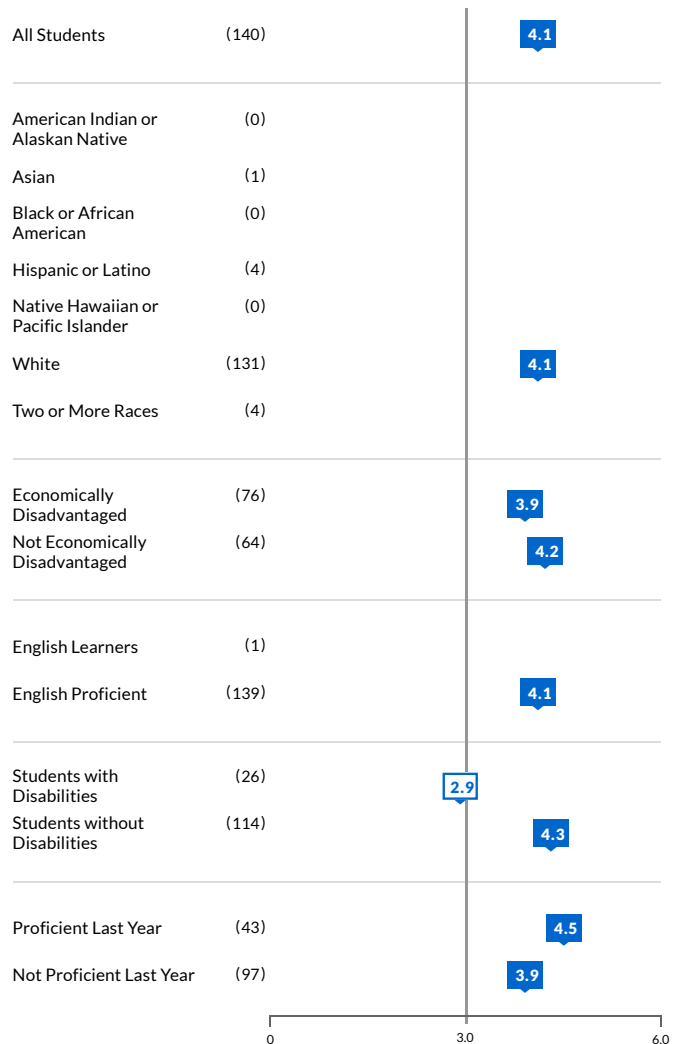 All Students (140) 4.1
American Indian or (0)
Alaskan Native
Asian (1)
Black or African (0)
American
Hispanic or Latino (4)
Native Hawaiian or (0)
Pacific Islander
White (131) 4.1
Two or More Races (4)
Economically (76) 3.9
Disadvantaged
Not Economically (64) 4.2
Disadvantaged
English Learners (1)
English Proficient (139) 4.1
Students with (26) 2.9
Disabilities
Students without (114) 4.3
Disabilities
Proficient Last Year (43) 4.5
Not Proficient Last Year (97) 3.9
0 3.0 6.0